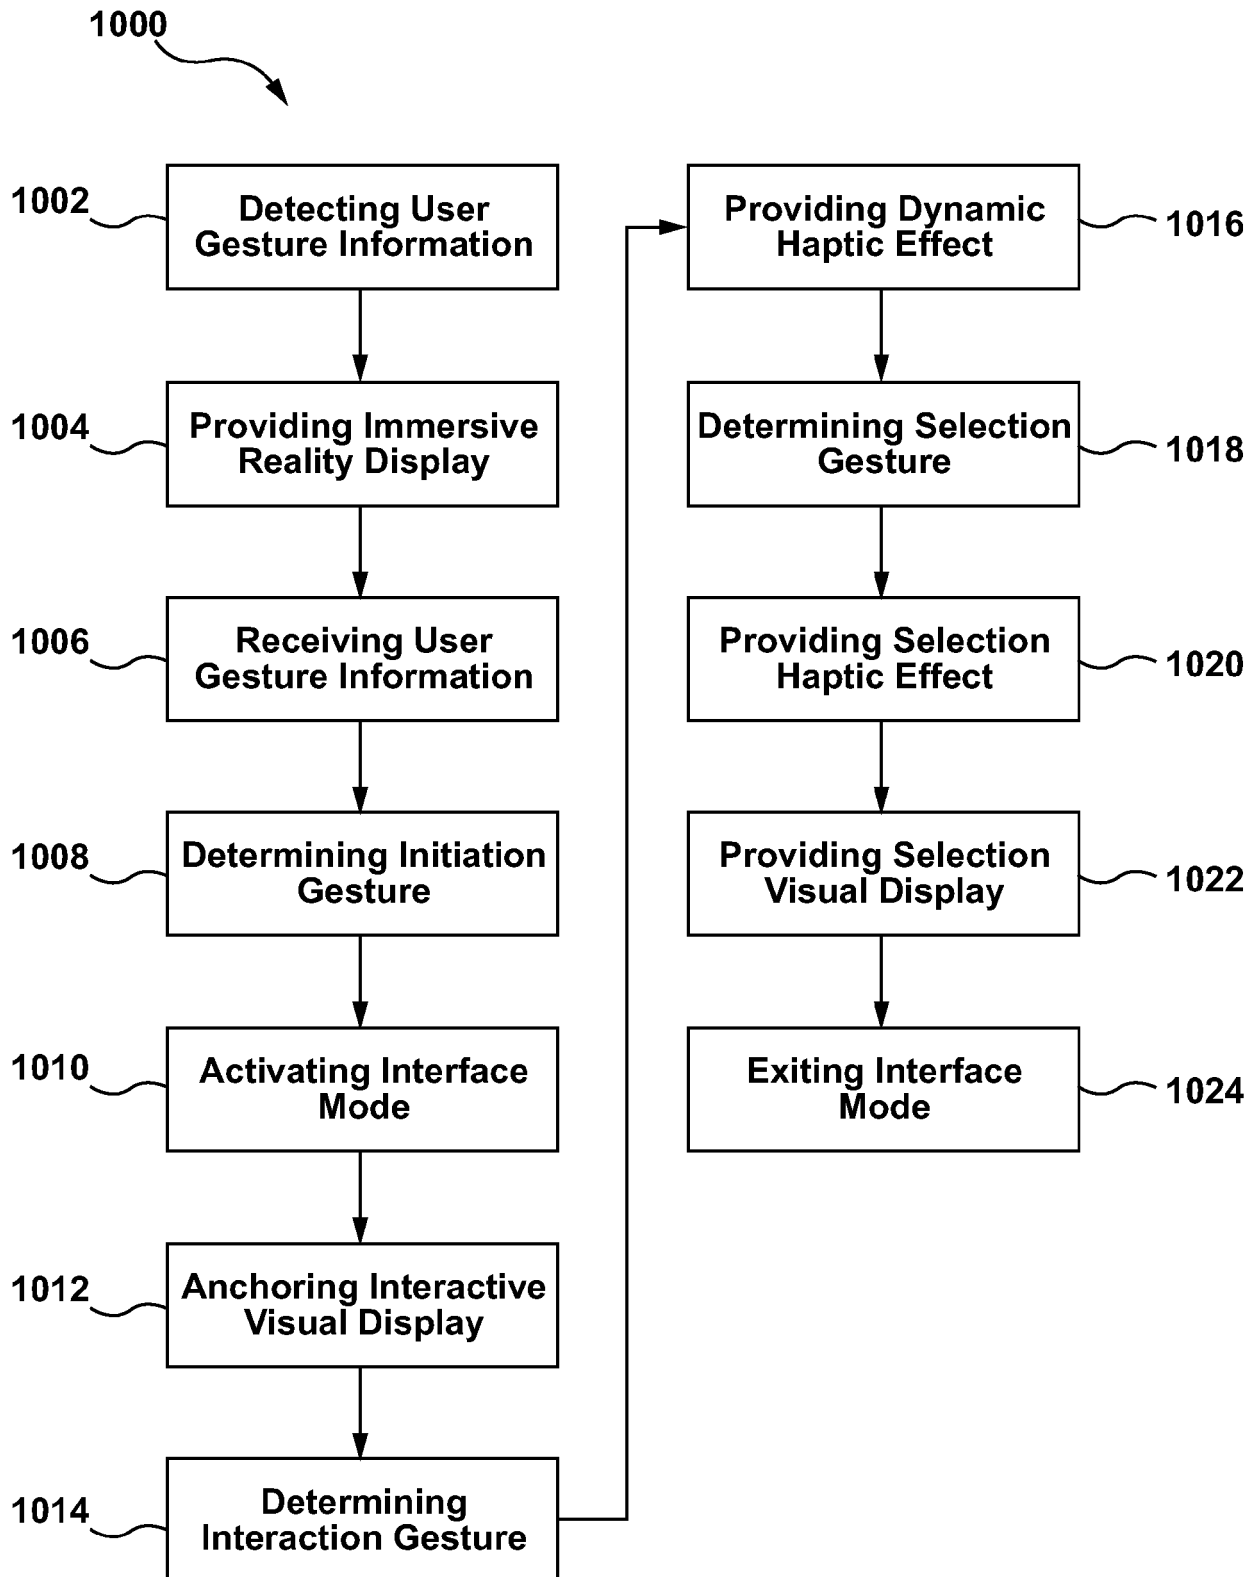 1000
1002
Detecting User
Gesture Information
1004
Providing Immersive
Reality Display
1006
Receiving User
Gesture Information
1008
Determining Initiation
Gesture
1010
Activating Interface
Mode
1012
Anchoring Interactive
Visual Display
1014
Determining
Interaction Gesture
Providing Dynamic
Haptic Effect
1016
Determining Selection
Gesture
1018
Providing Selection
Haptic Effect
1020
Providing Selection
Visual Display
1022
Exiting Interface
Mode
1024